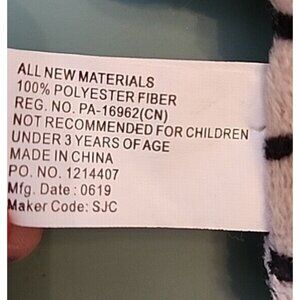 ALL NEW MATERIALS
100% POLYESTER FIBER
REG. NO. PA-16962(CN)
NOT RECOMMENDED FOR CHILDREN
UNDER 3 YEARS OF AGE
MADE IN CHINA
PO. NO. 1214407
Mfg. Date : 0619
Maker Code: SJC